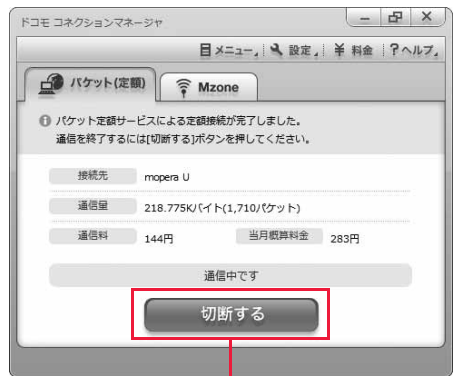 ドコモ コネクションマネージャ
メニュー 設定 ¥ 料金 ?ヘルプ
パケット(定額) Mzone
パケット定額サービスによる定額接続が完了しました。
通信を終了するには[切断する]ボタンを押してください。
接続先 mopera U
通信量 218.775Kバイト(1,710パケット)
通信料 144円 当月概算料金 283円
通信中です
切断する